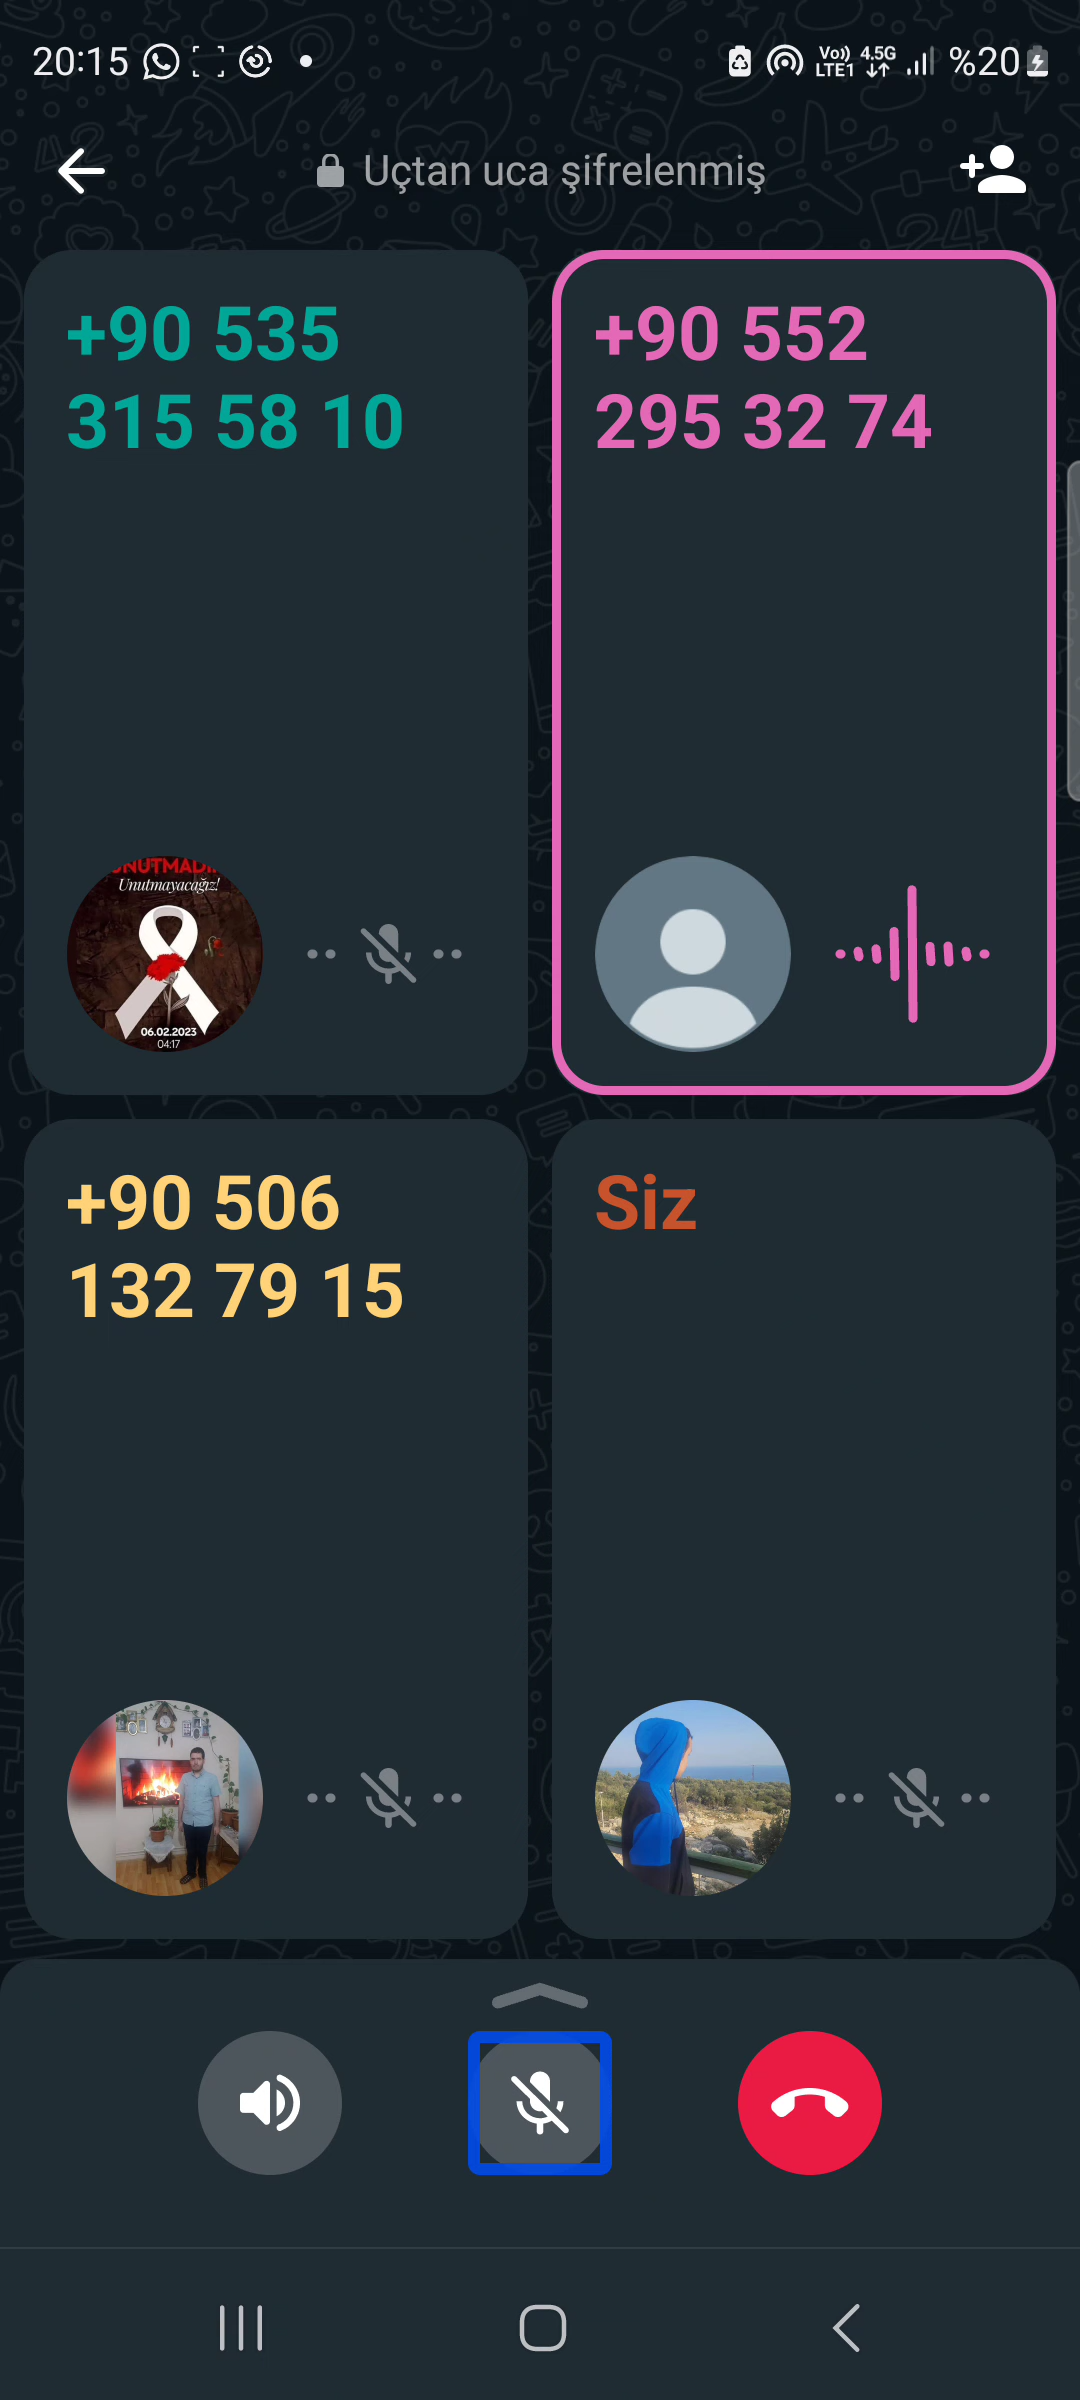 20:15
Vo)) 4.5G %20
LTE1
Uçtan uca şifrelenmiş
+90 535
315 58 10
+90 552
295 32 74
Unutmayacağız!
06.02.2023
04:17
+90 506
132 79 15
Siz